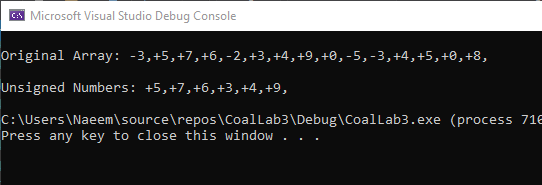 Microsoft Visual Studio Debug Console
Original Array: -3,+5,+7,+6,-2,+3,+4,+9,+0,-5,-3,+4,+5,+0,+8,
Unsigned Numbers: +5,+7,+6,+3,+4,+9,
C:\Users\Naeem\source\repos\CoalLab3\Debug\CoalLab3.exe (process 710
Press any key to close this window . . .